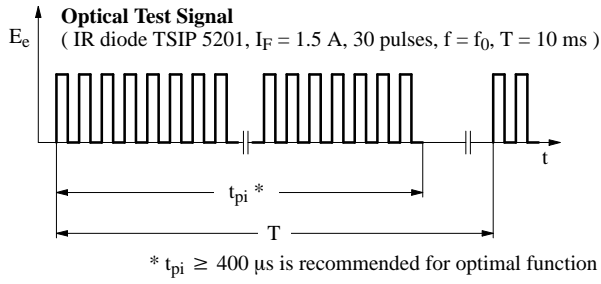 Optical Test Signal
E_e
( IR diode TSIP 5201, I_F = 1.5 A, 30 pulses, f = f_0, T = 10 ms )
t
t_pi *
T
* t_pi ≥ 400 μs is recommended for optimal function